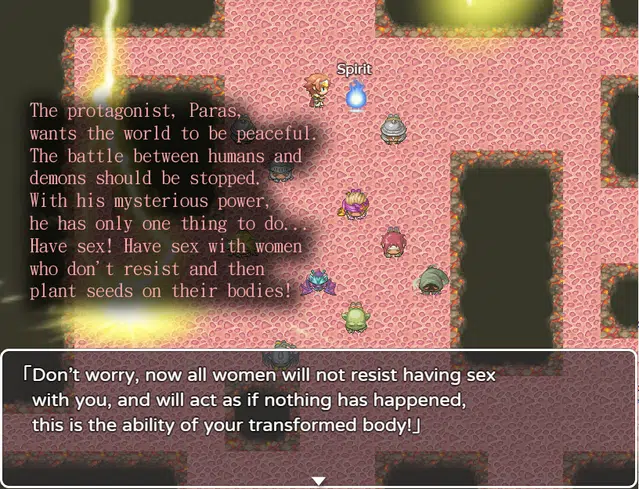 Spirit
The protagonist, Paras,
wants the world to be peaceful.
The battle between humans and
demons should be stopped.
With his mysterious power,
he has only one thing to do...
Have sex! Have sex with women
who don't resist and then
plant seeds on their bodies!
「Don't worry, now all women will not resist having sex
with you, and will act as if nothing has happened,
this is the ability of your transformed body!」